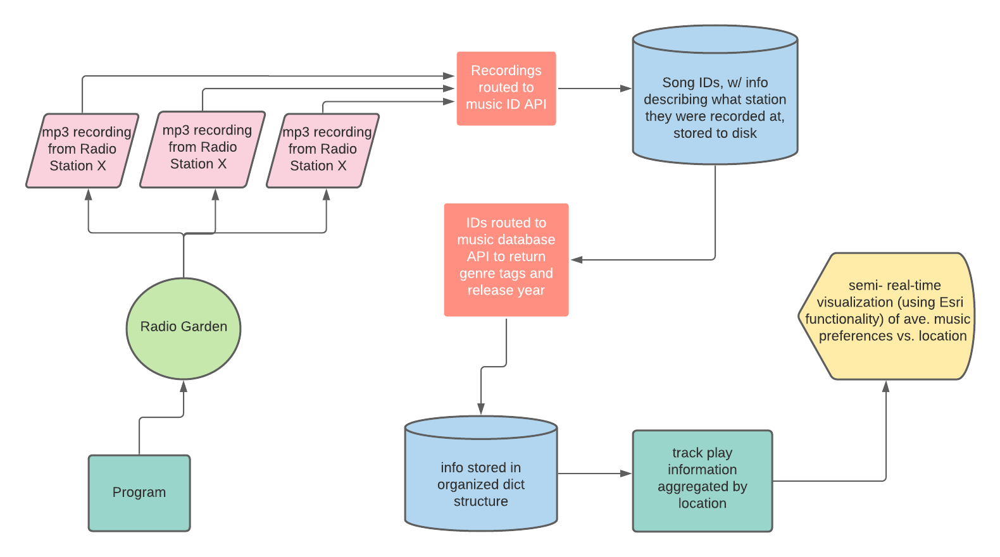 mp3 recording
from Radio
Station X
mp3 recording
from Radio
Station X
mp3 recording
from Radio
Station X
Recordings
routed to
music ID API
Song IDs, w/ info
describing what station
they were recorded at,
stored to disk
IDs routed to
music database
API to return
genre tags and
release year
semi- real-time
visualization (using Esri
functionality) of ave. music
preferences vs. location
Radio Garden
Program
info stored in
organized dict
structure
track play
information
aggregated by
location